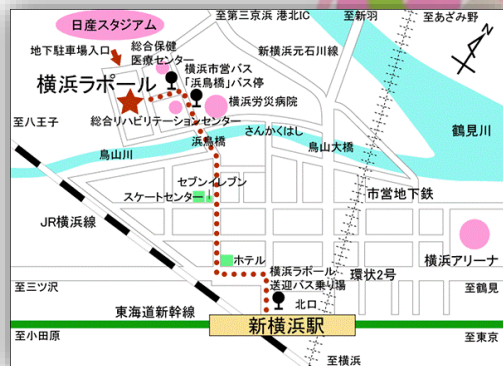 日産スタジアム
至第三京浜 港北IC
至新羽
至あざみ野
N
地下駐車場入口
総合保健
医療センター
新横浜元石川線
横浜ラポール
横浜市営バス
「浜鳥橋」バス停
横浜労災病院
総合リハビリテーションセンター
至八王子
さんかくはし
浜鳥橋
鳥山川
鳥山大橋
鶴見川
セブンイレブン
スケートセンター
市営地下鉄
JR横浜線
ホテル
横浜ラポール
送迎バス乗り場
環状2号
横浜アリーナ
至三ツ沢
北口
至鶴見
東海道新幹線
新横浜駅
至小田原
至東京
至横浜